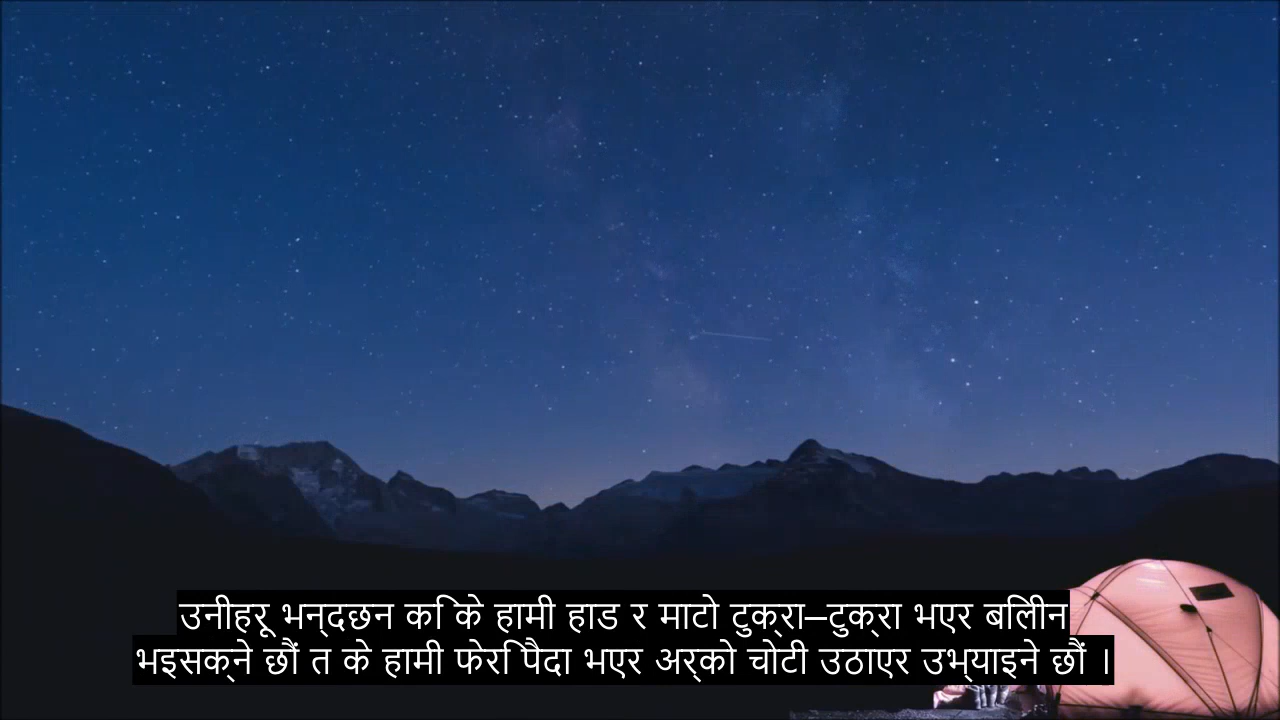 उनीहरू भन्दछन कि के हामी हाड र माटो टुक्रा–टुक्रा भएर बिलीन
भइसक्ने छौं त के हामी फेरि पैदा भएर अर्को चोटी उठाएर उभ्याइने छौं ।